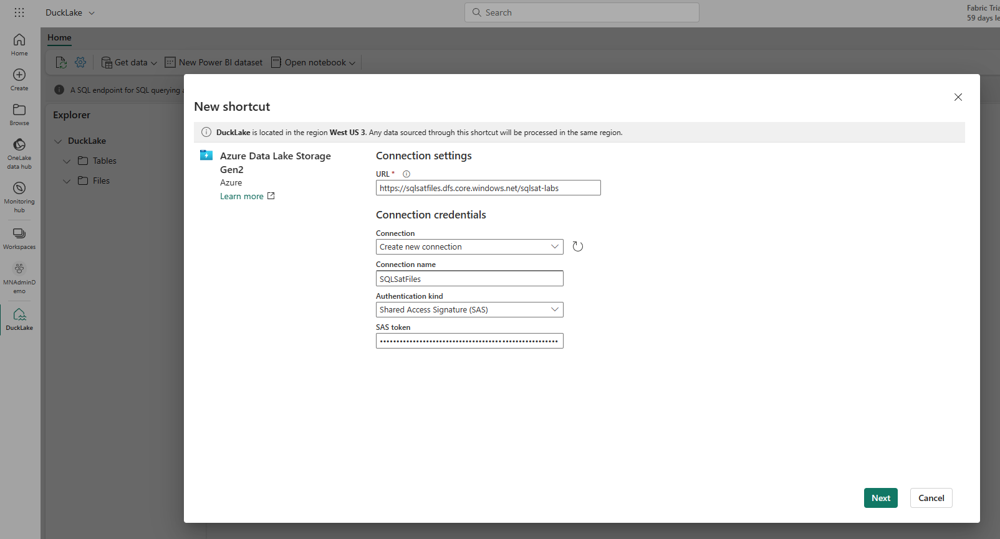 DuckLake
Search
Fabric Tria
59 days le
Home
Create
Browse
OneLake
data hub
Monitoring
hub
Workspaces
MNAdminD
emo
DuckLake
Home
Get data
New Power BI dataset
Open notebook
A SQL endpoint for SQL querying a
Explorer
DuckLake
Tables
Files
New shortcut
DuckLake is located in the region West US 3. Any data sourced through this shortcut will be processed in the same region.
Azure Data Lake Storage
Gen2
Azure
Learn more
Connection settings
URL *
https://sqlsatfiles.dfs.core.windows.net/sqlsat-labs
Connection credentials
Connection
Create new connection
Connection name
SQLSatFiles
Authentication kind
Shared Access Signature (SAS)
SAS token
Next
Cancel